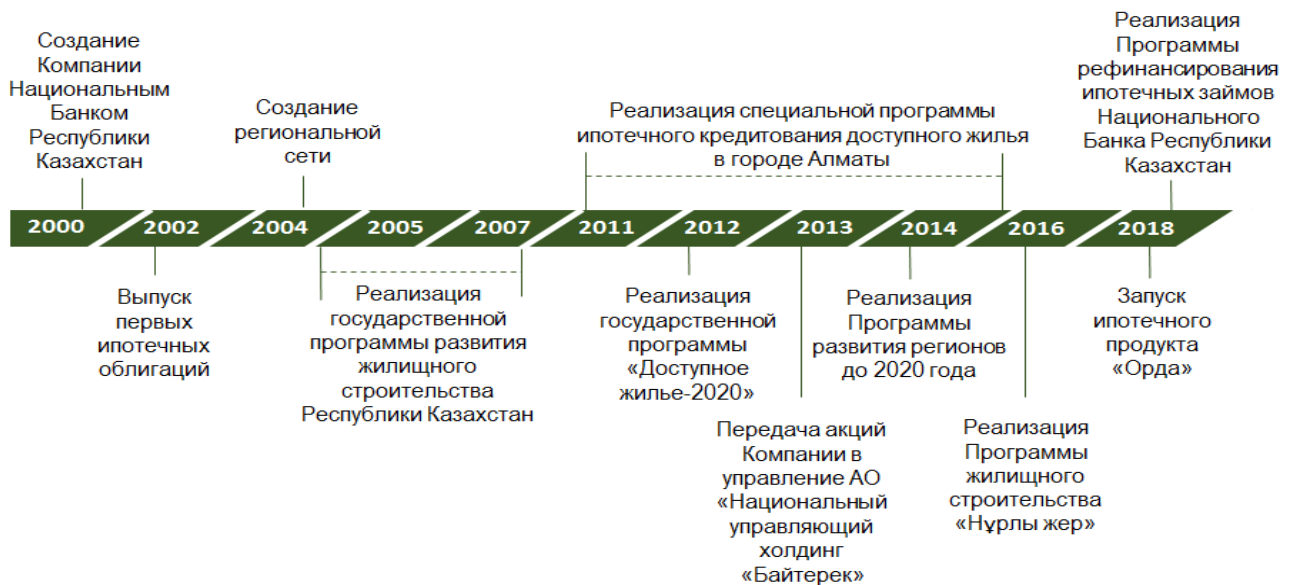 Создание
Компании
Национальным
Банком
Республики
Казахстан
Создание
региональной
сети
Реализация специальной программы
ипотечного кредитования доступного жилья
в городе Алматы
Реализация
Программы
рефинансирования
ипотечных займов
Национального
Банка Республики
Казахстан
2000
2002
2004
2005
2007
2011
2012
2013
2014
2016
2018
Выпуск
первых
ипотечных
облигаций
Реализация
государственной
программы развития
жилищного
строительства
Республики Казахстан
Реализация
государственной
программы
«Доступное
жилье-2020»
Передача акций
Компании в
управление АО
«Национальный
управляющий
холдинг
«Байтерек»
Реализация
Программы
развития регионов
до 2020 года
Реализация
Программы
жилищного
строительства
«Нұрлы жер»
Запуск
ипотечного
продукта
«Орда»